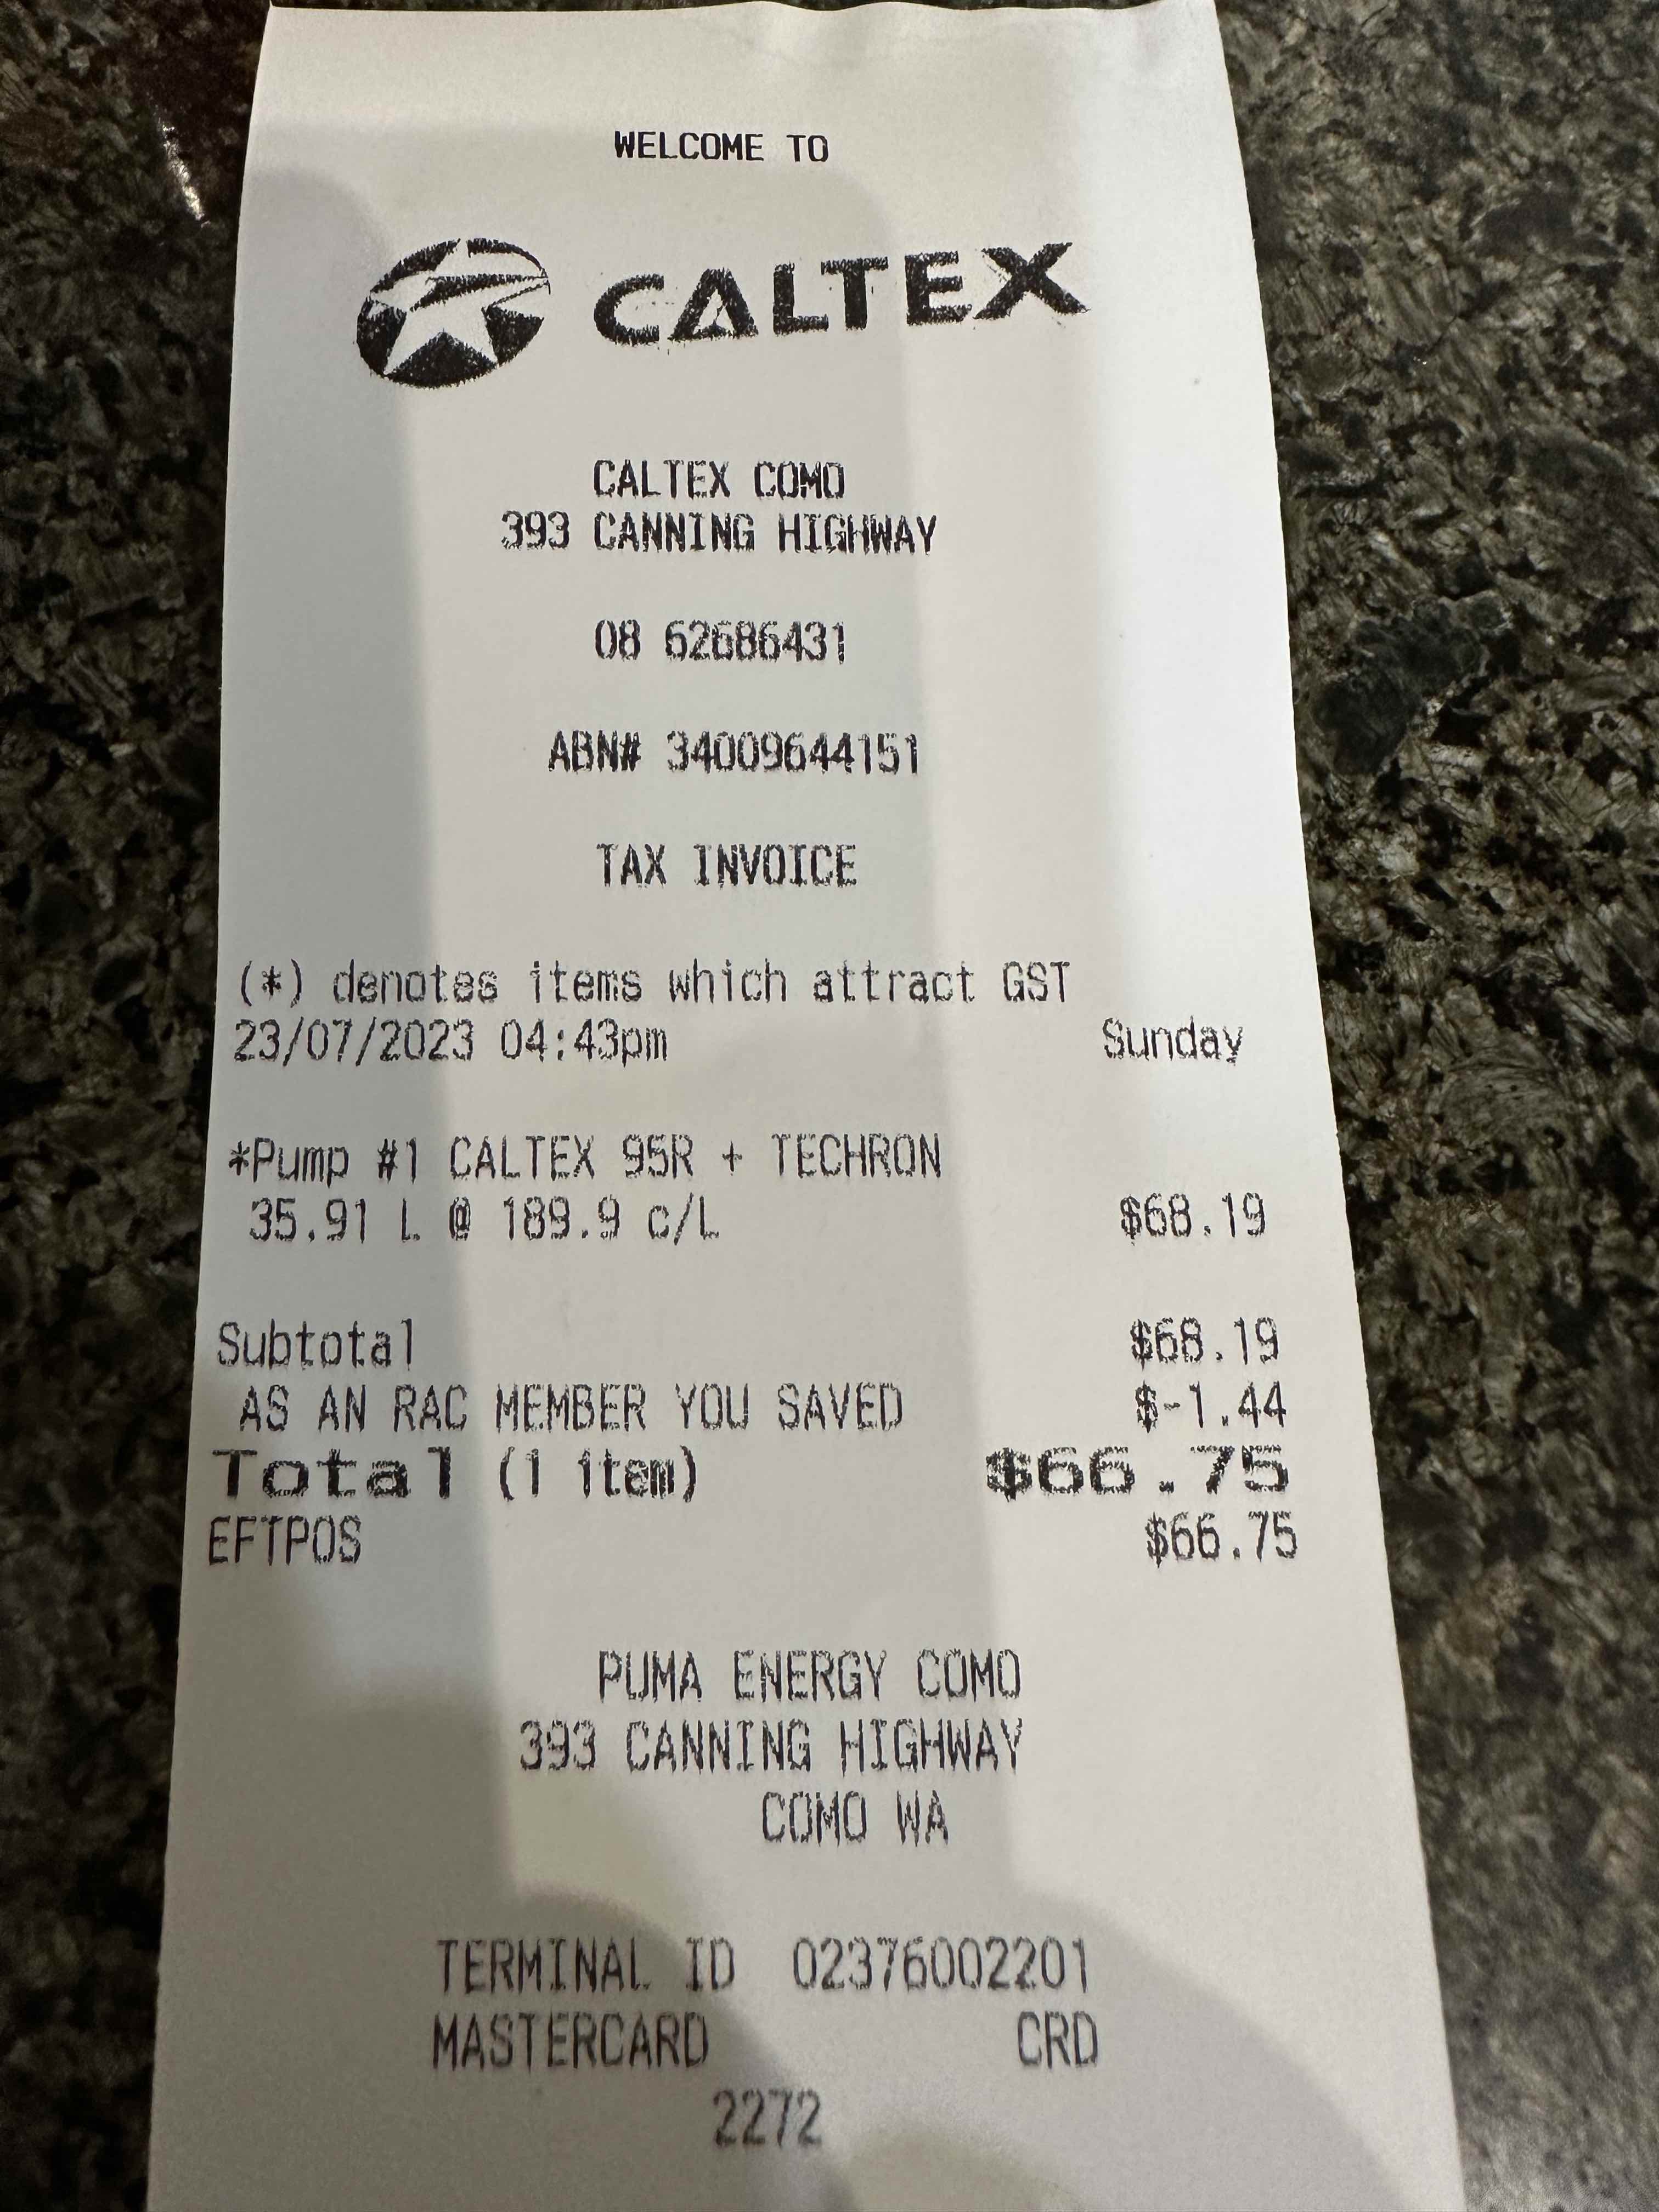 WELCOME TO
CALTEX
CALTEX COMO
393 CANNING HIGHWAY
08 62686431
ABN# 34009644151
TAX INVOICE
(*) denotes items which attract GST
23/07/2023 04:43pm Sunday
*Pump #1 CALTEX 95R + TECHRON
35.91 L @ 189.9 c/L $68.19
Subtotal $68.19
AS AN RAC MEMBER YOU SAVED $-1.44
Total (1 item) $66.75
EFTPOS $66.75
PUMA ENERGY COMO
393 CANNING HIGHWAY
COMO WA
TERMINAL ID 02376002201
MASTERCARD CRD
2272